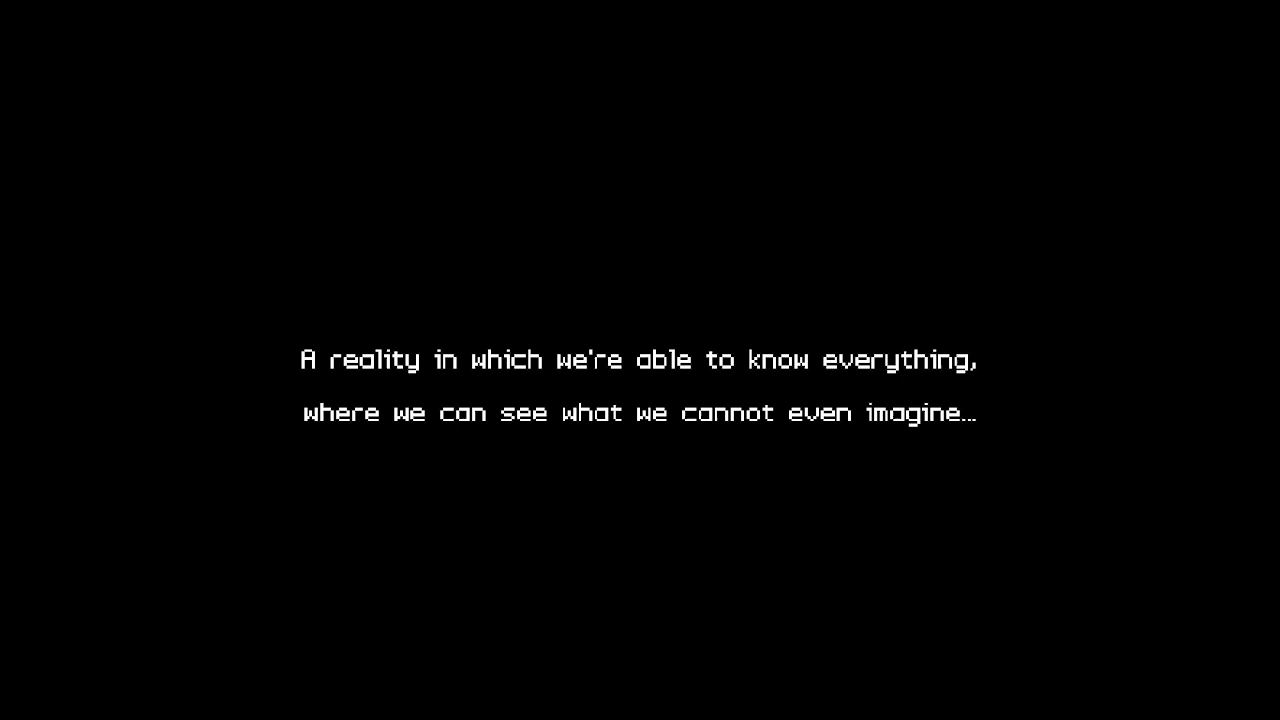 A reality in which we're able to know everything,
where we can see what we cannot even imagine...